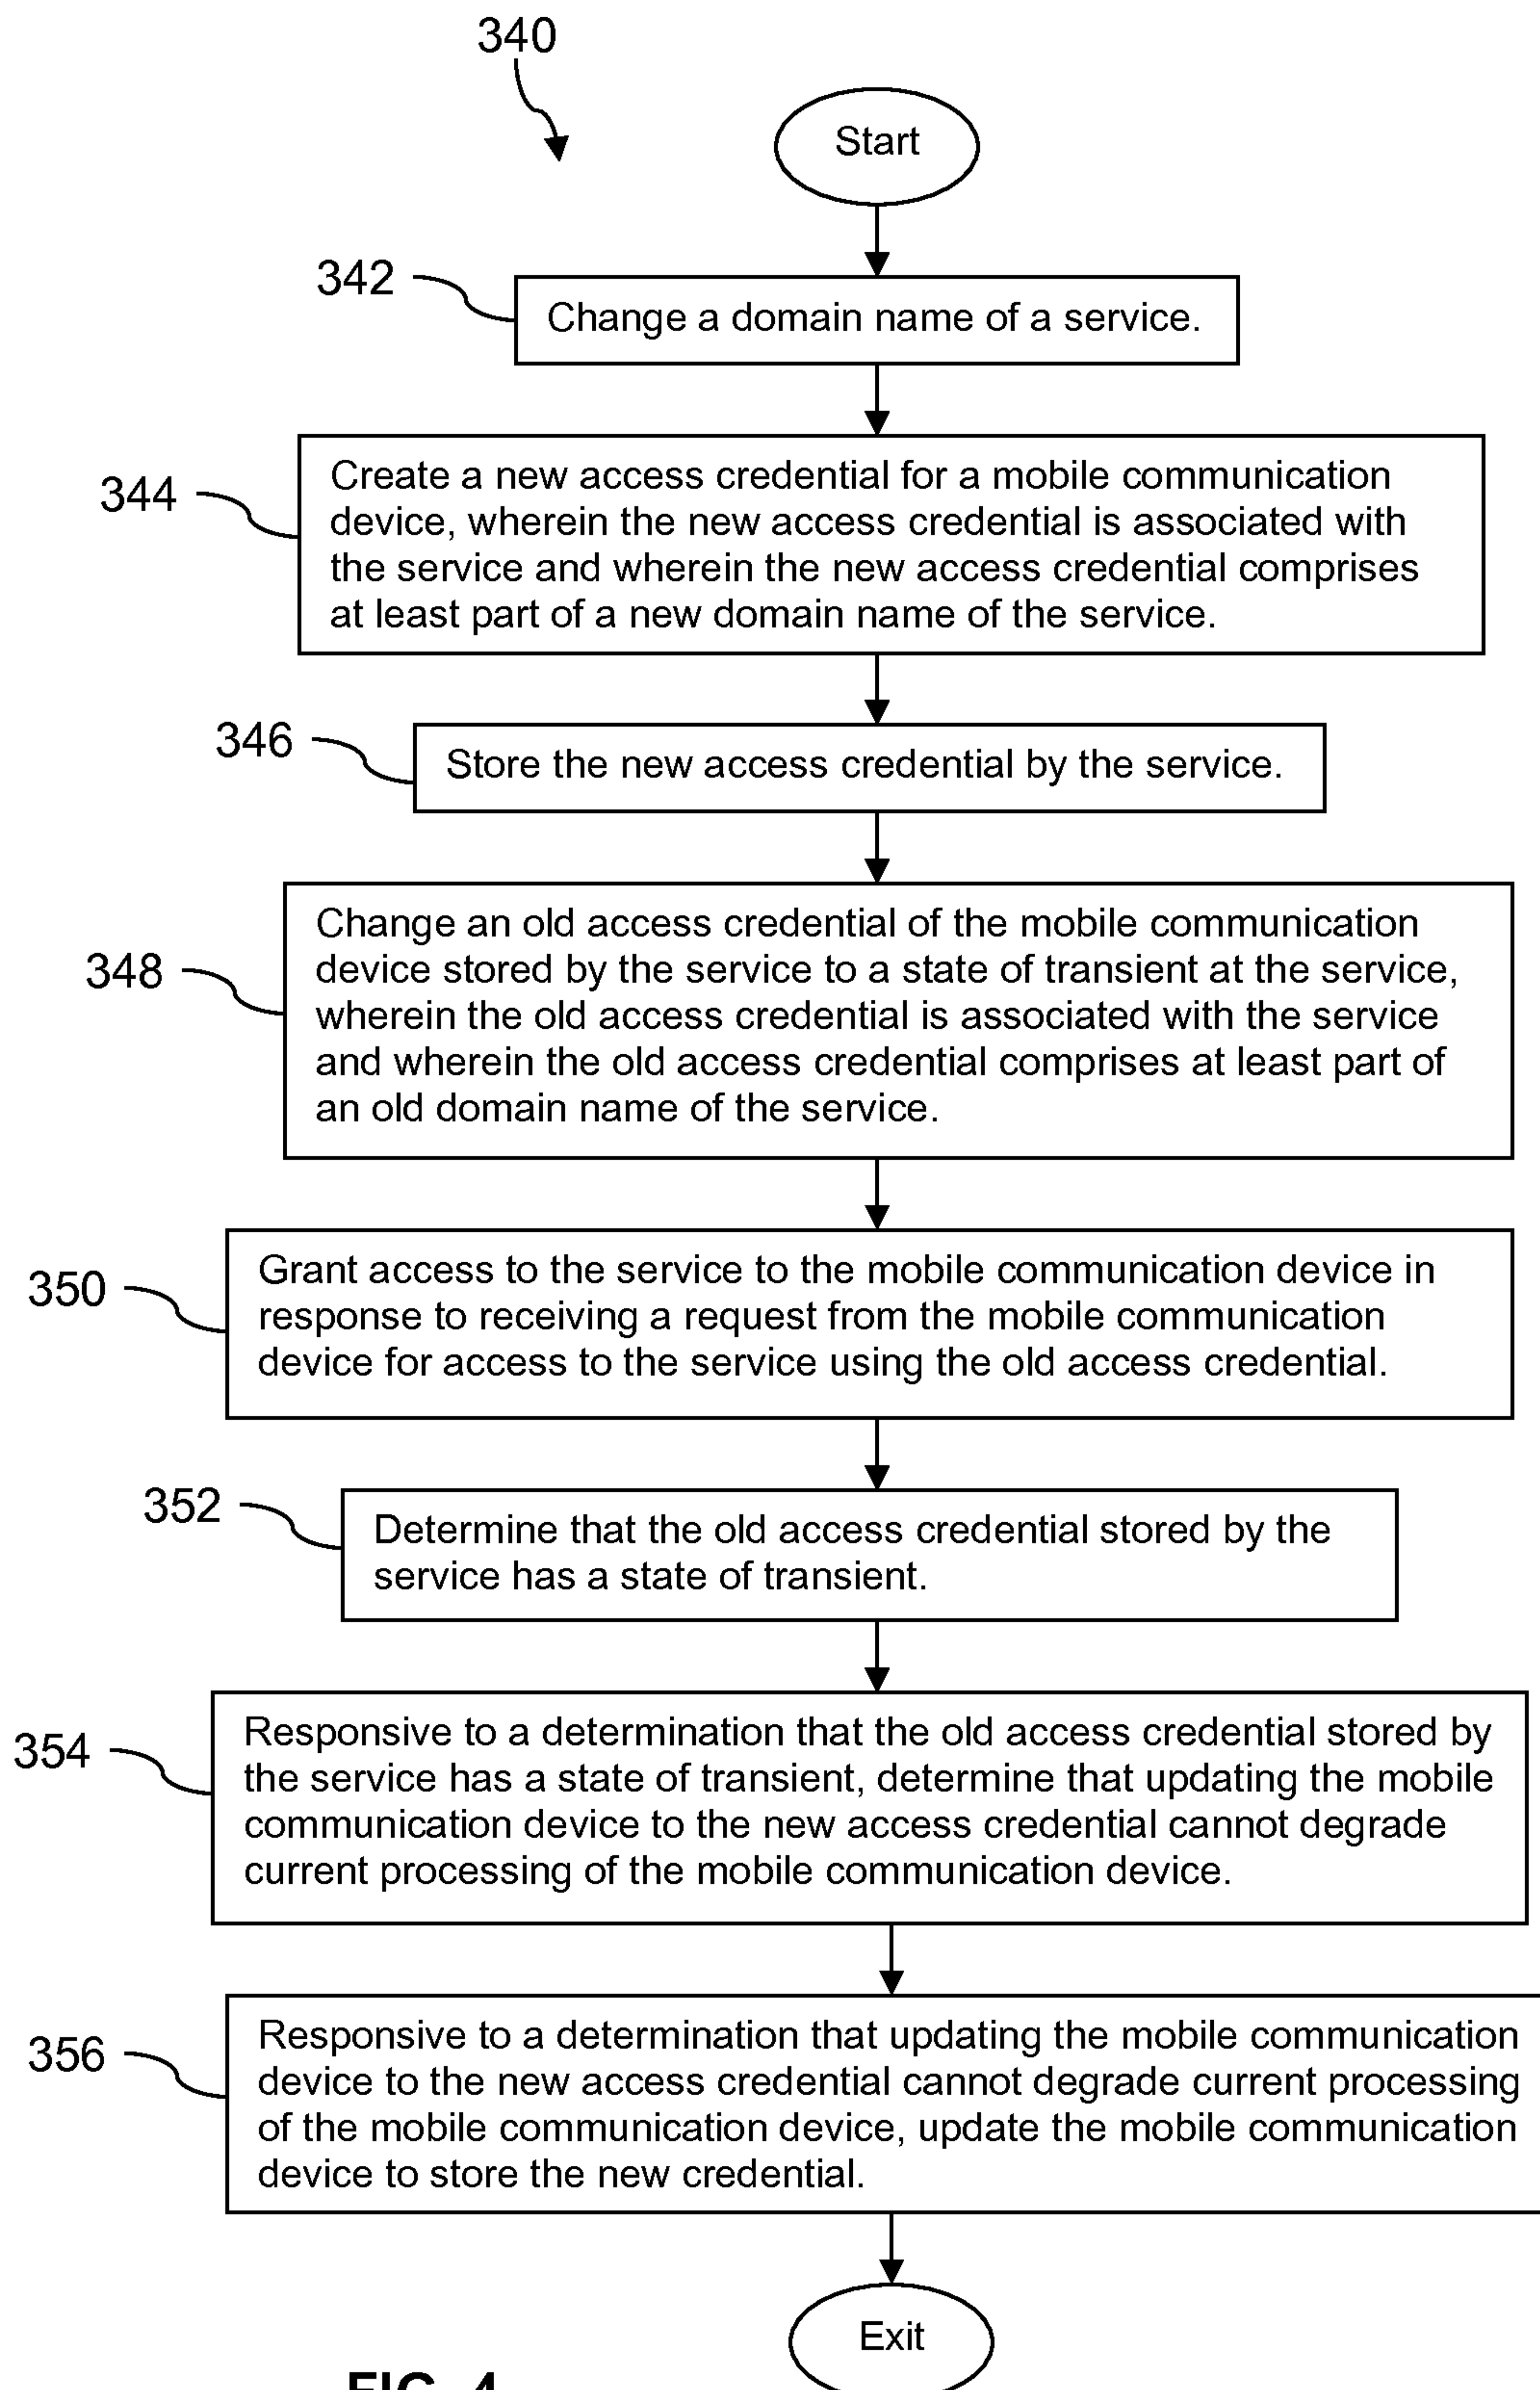 340
Start
342
Change a domain name of a service.
344
Create a new access credential for a mobile communication
device, wherein the new access credential is associated with
the service and wherein the new access credential comprises
at least part of a new domain name of the service.
346
Store the new access credential by the service.
348
Change an old access credential of the mobile communication
device stored by the service to a state of transient at the service,
wherein the old access credential is associated with the service
and wherein the old access credential comprises at least part of
an old domain name of the service.
350
Grant access to the service to the mobile communication device in
response to receiving a request from the mobile communication
device for access to the service using the old access credential.
352
Determine that the old access credential stored by the
service has a state of transient.
354
Responsive to a determination that the old access credential stored by
the service has a state of transient, determine that updating the mobile
communication device to the new access credential cannot degrade
current processing of the mobile communication device.
356
Responsive to a determination that updating the mobile communication
device to the new access credential cannot degrade current processing
of the mobile communication device, update the mobile communication
device to store the new credential.
Exit
FIG. 4